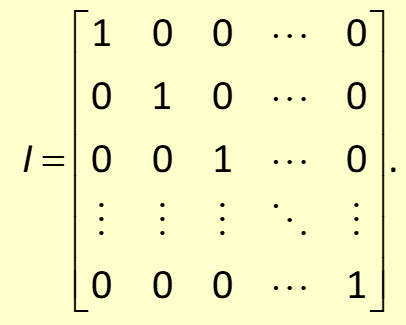 1 0 0 ⋯ 0
0 1 0 ⋯ 0
I = 0 0 1 ⋯ 0 .
⋮ ⋮ ⋮ ⋱ ⋮
0 0 0 ⋯ 1